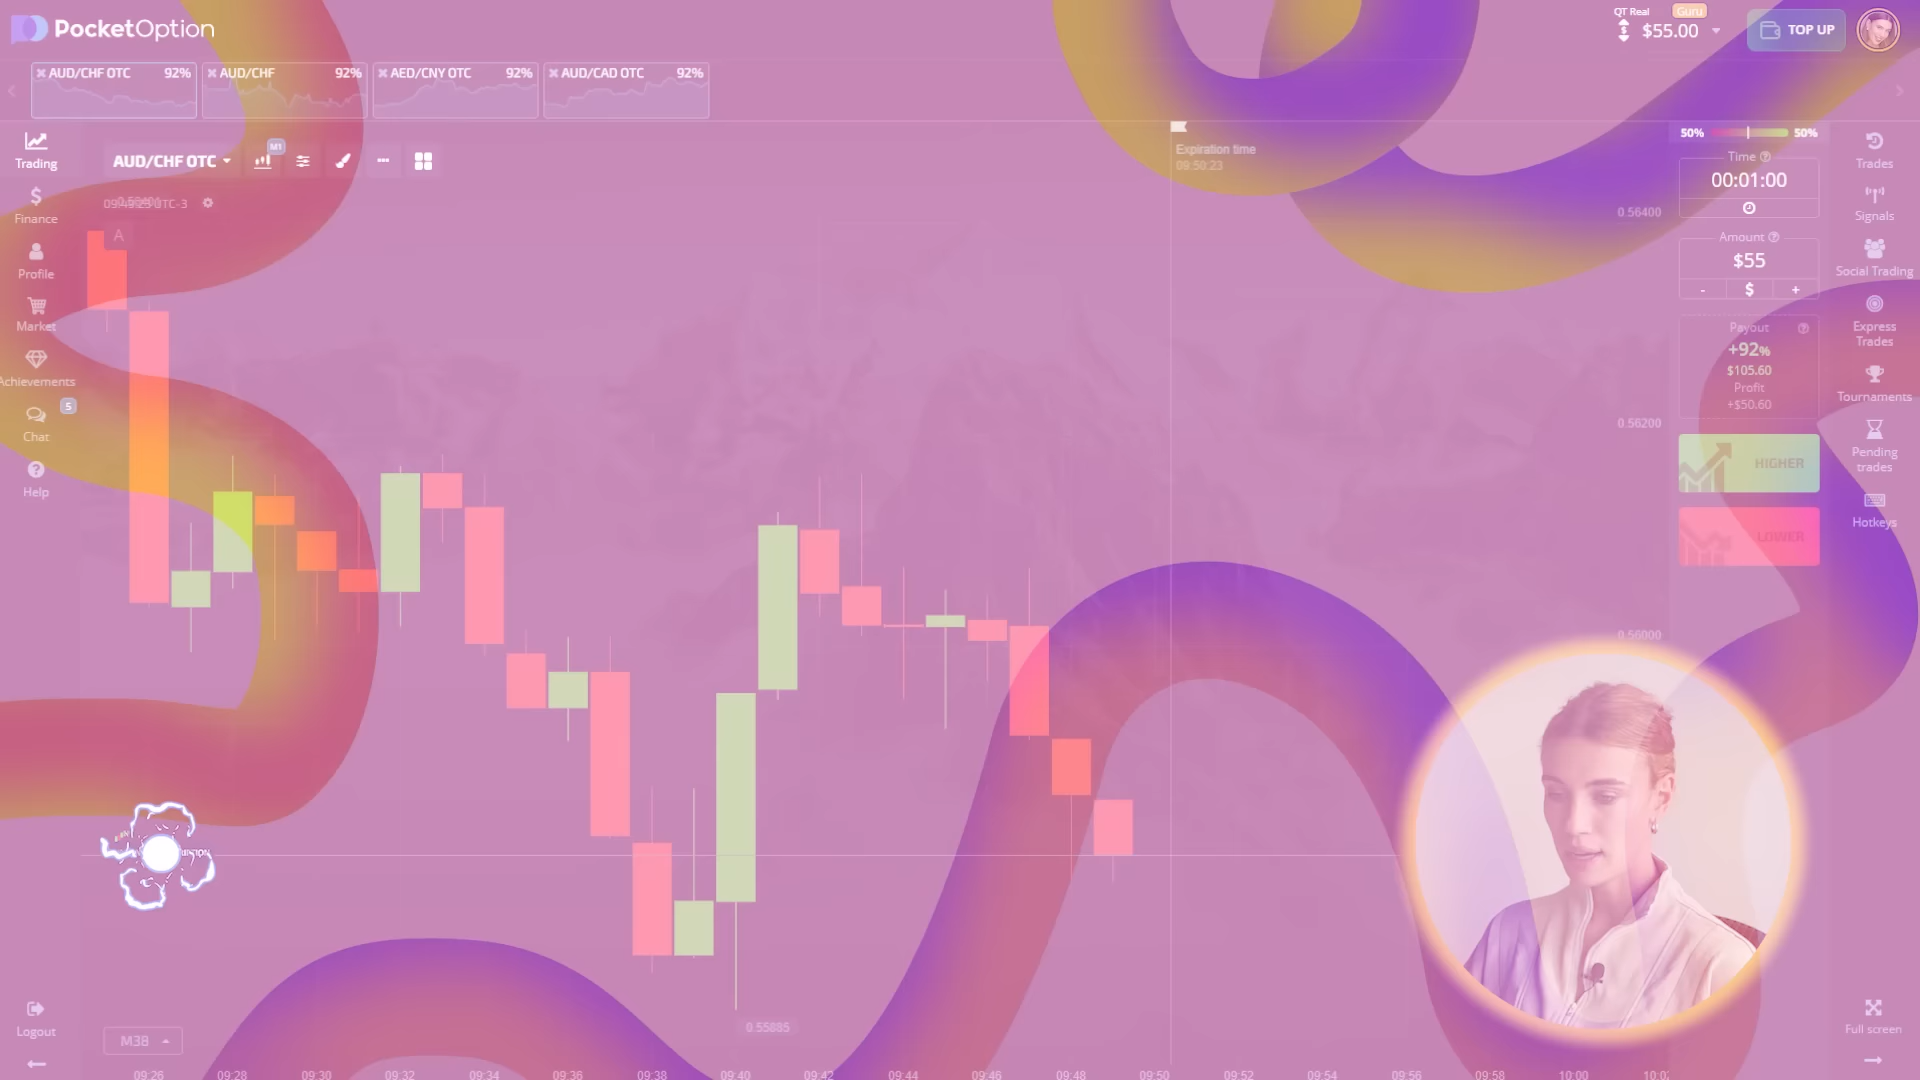 PocketOption
QT Real
Guru
$55.00
TOP UP
AUD/CHF OTC 92%
AUD/CHF 92%
AED/CNY OTC 92%
AUD/CAD OTC 92%
Trading
Finance
Profile
Market
Achievements
5
Chat
Help
Logout
AUD/CHF OTC
M1
A
Expiration time
09:50:23
0.56400
0.56200
0.56000
0.55885
M38
09:26 09:28 09:30 09:32 09:34 09:36 09:38 09:40 09:42 09:44 09:46 09:48 09:50 09:52 09:54 09:56 09:58 10:00 10:02
50% 50%
Time
00:01:00
Amount
$55
- $ +
Payout
+92%
$105.60
Profit
+$50.60
HIGHER
LOWER
Trades
Signals
Social Trading
Express
Trades
Tournaments
Pending
trades
Hotkeys
Full screen